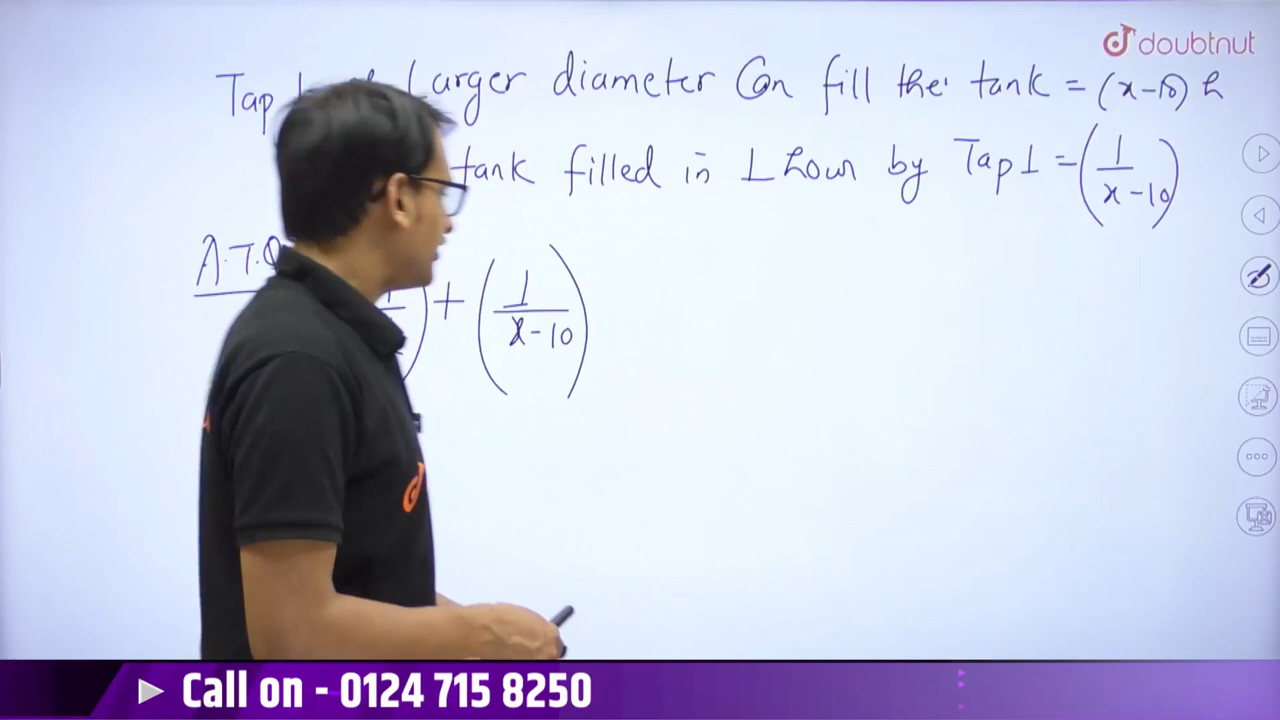 doubtnut
Tap Larger diameter Can fill the tank = (x-10) h
tank filled in 1 hour by Tap 1 = (1/(x-10))
A.T.Q
+ (1/(x-10))
Call on - 0124 715 8250